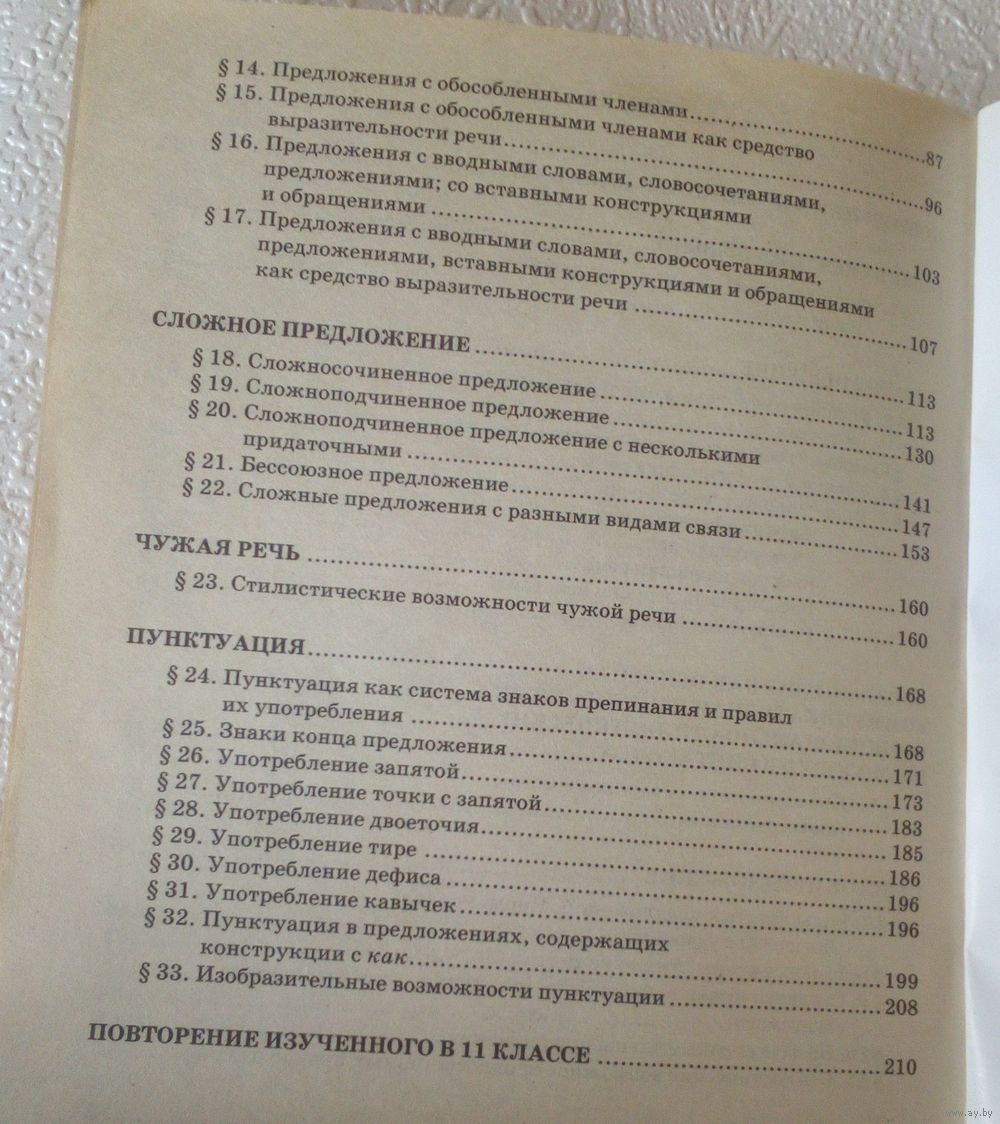 § 14. Предложения с обособленными членами........................87
§ 15. Предложения с обособленными членами как средство
выразительности речи........................96
§ 16. Предложения с вводными словами, словосочетаниями,
предложениями; со вставными конструкциями
и обращениями ........................103
§ 17. Предложения с вводными словами, словосочетаниями,
предложениями, вставными конструкциями и обращениями
как средство выразительности речи ........................107
СЛОЖНОЕ ПРЕДЛОЖЕНИЕ ........................113
§ 18. Сложносочиненное предложение ........................113
§ 19. Сложноподчиненное предложение ........................130
§ 20. Сложноподчиненное предложение с несколькими
придаточными ........................141
§ 21. Бессоюзное предложение........................147
§ 22. Сложные предложения с разными видами связи........................153
ЧУЖАЯ РЕЧЬ ........................160
§ 23. Стилистические возможности чужой речи ........................160
ПУНКТУАЦИЯ........................168
§ 24. Пунктуация как система знаков препинания и правил
их употребления ........................168
§ 25. Знаки конца предложения........................171
§ 26. Употребление запятой........................173
§ 27. Употребление точки с запятой........................183
§ 28. Употребление двоеточия........................185
§ 29. Употребление тире ........................186
§ 30. Употребление дефиса ........................196
§ 31. Употребление кавычек........................196
§ 32. Пунктуация в предложениях, содержащих
конструкции с как........................199
§ 33. Изобразительные возможности пунктуации ........................208
ПОВТОРЕНИЕ ИЗУЧЕННОГО В 11 КЛАССЕ ........................210
www.ay.by